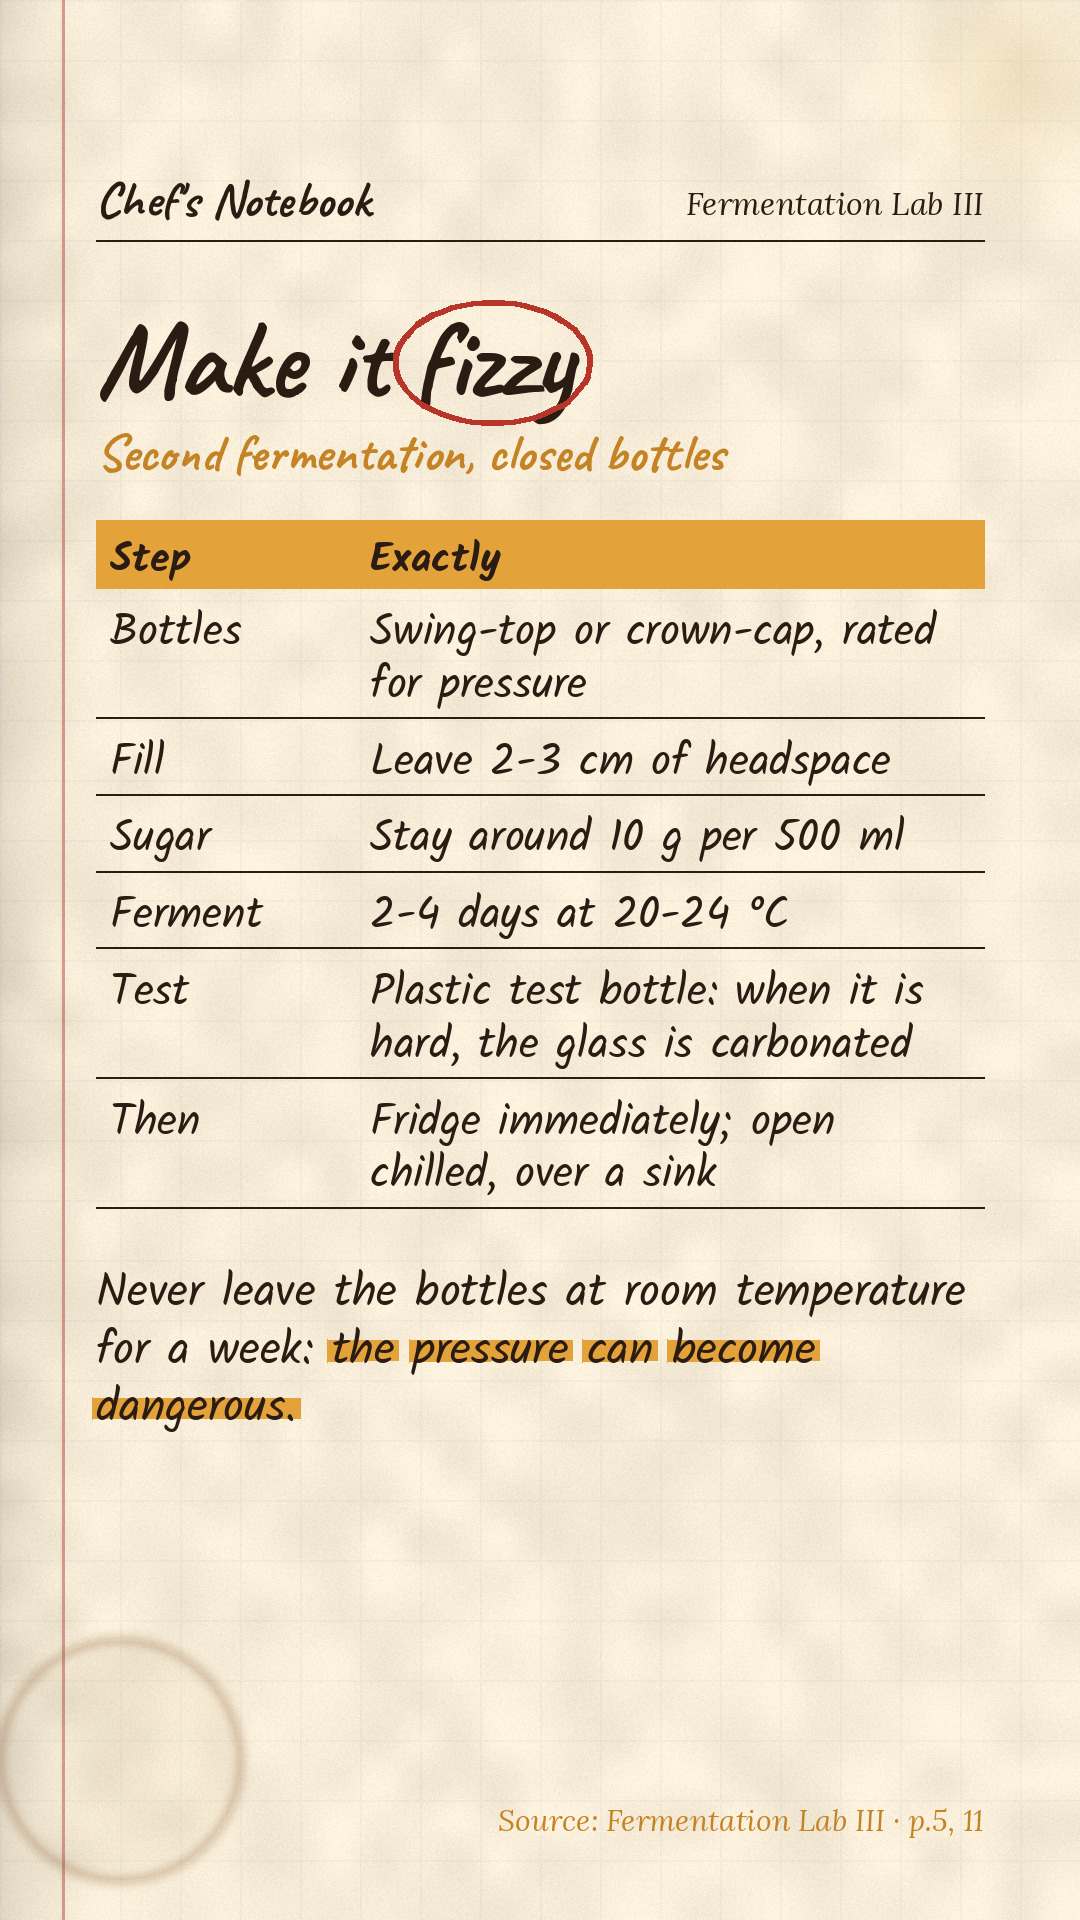 Chef's Notebook
Fermentation Lab III
Make it fizzy
Second fermentation, closed bottles
Step Exactly
Bottles Swing-top or crown-cap, rated
for pressure
Fill Leave 2-3 cm of headspace
Sugar Stay around 10 g per 500 ml
Ferment 2-4 days at 20-24 °C
Test Plastic test bottle: when it is
hard, the glass is carbonated
Then Fridge immediately; open
chilled, over a sink
Never leave the bottles at room temperature
for a week: the pressure can become
dangerous.
Source: Fermentation Lab III · p.5, 11